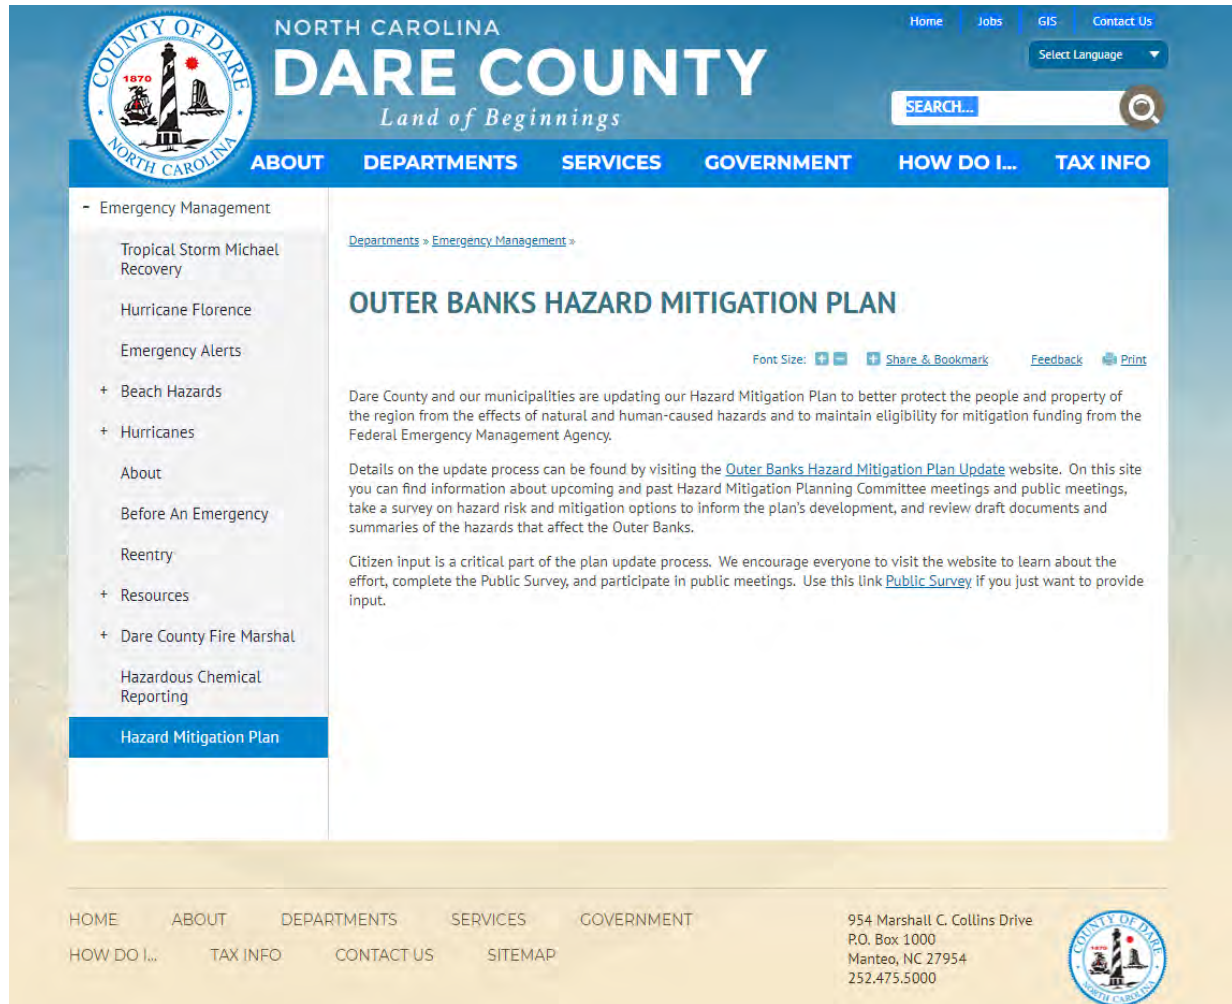 COUNTY OF DARE
1870
NORTH CAROLINA
NORTH CAROLINA
DARE COUNTY
Land of Beginnings
Home Jobs GIS Contact Us
Select Language
SEARCH...
ABOUT DEPARTMENTS SERVICES GOVERNMENT HOW DO I... TAX INFO
- Emergency Management
Tropical Storm Michael
Recovery
Hurricane Florence
Emergency Alerts
+ Beach Hazards
+ Hurricanes
About
Before An Emergency
Reentry
+ Resources
+ Dare County Fire Marshal
Hazardous Chemical
Reporting
Hazard Mitigation Plan
Departments » Emergency Management »
OUTER BANKS HAZARD MITIGATION PLAN
Font Size: + - + Share & Bookmark Feedback Print
Dare County and our municipalities are updating our Hazard Mitigation Plan to better protect the people and property of
the region from the effects of natural and human-caused hazards and to maintain eligibility for mitigation funding from the
Federal Emergency Management Agency.
Details on the update process can be found by visiting the Outer Banks Hazard Mitigation Plan Update website. On this site
you can find information about upcoming and past Hazard Mitigation Planning Committee meetings and public meetings,
take a survey on hazard risk and mitigation options to inform the plan's development, and review draft documents and
summaries of the hazards that affect the Outer Banks.
Citizen input is a critical part of the plan update process. We encourage everyone to visit the website to learn about the
effort, complete the Public Survey, and participate in public meetings. Use this link Public Survey if you just want to provide
input.
HOME ABOUT DEPARTMENTS SERVICES GOVERNMENT
HOW DO I... TAX INFO CONTACT US SITEMAP
954 Marshall C. Collins Drive
P.O. Box 1000
Manteo, NC 27954
252.475.5000
COUNTY OF DARE
1870
NORTH CAROLINA